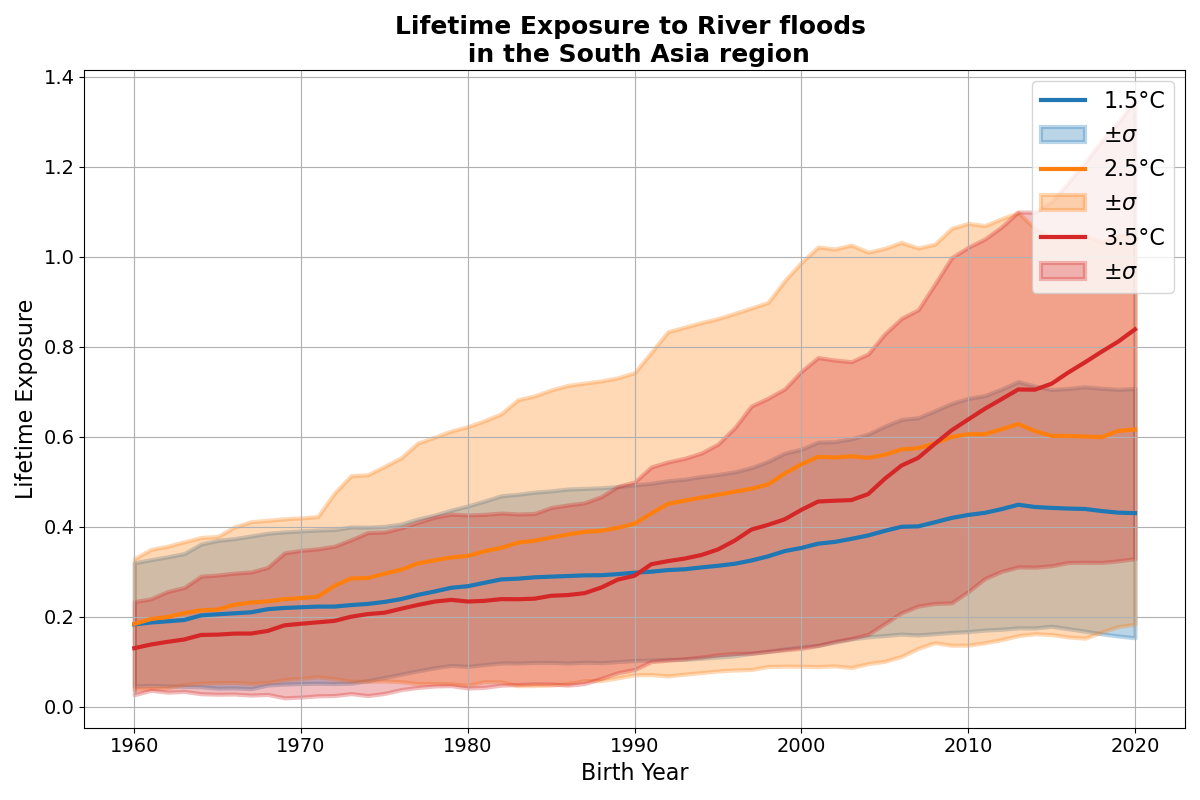 Lifetime Exposure to River floods
in the South Asia region
Lifetime Exposure
1.4
1.2
1.0
0.8
0.6
0.4
0.2
0.0
1.5°C
±σ
2.5°C
±σ
3.5°C
±σ
1960
1970
1980
1990
2000
2010
2020
Birth Year